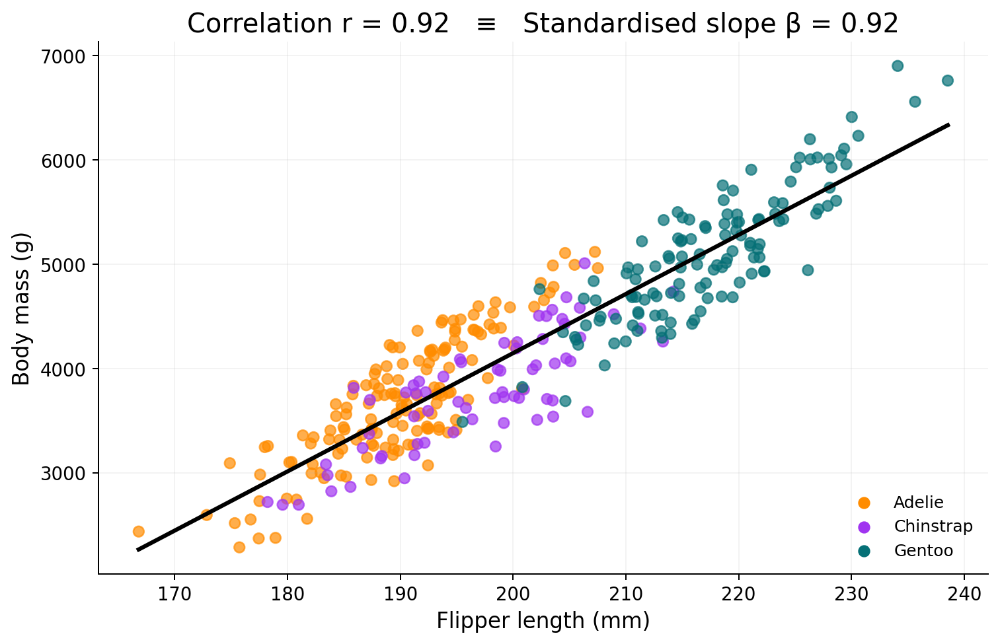 Correlation r = 0.92 ≡ Standardised slope β = 0.92
7000
6000
5000
4000
3000
Body mass (g)
Adelie
Chinstrap
Gentoo
170 180 190 200 210 220 230 240
Flipper length (mm)